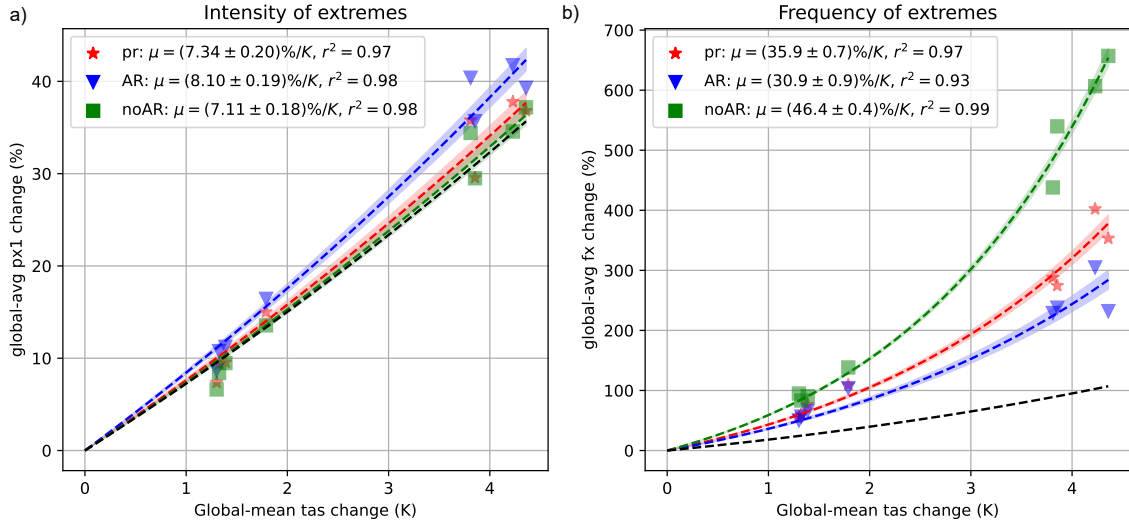 a)
Intensity of extremes
pr: μ = (7.34 ± 0.20)%/K, r² = 0.97
AR: μ = (8.10 ± 0.19)%/K, r² = 0.98
noAR: μ = (7.11 ± 0.18)%/K, r² = 0.98
global-avg px1 change (%)
40
30
20
10
0
0 1 2 3 4
Global-mean tas change (K)
b)
Frequency of extremes
pr: μ = (35.9 ± 0.7)%/K, r² = 0.97
AR: μ = (30.9 ± 0.9)%/K, r² = 0.93
noAR: μ = (46.4 ± 0.4)%/K, r² = 0.99
global-avg fx change (%)
700
600
500
400
300
200
100
0
0 1 2 3 4
Global-mean tas change (K)